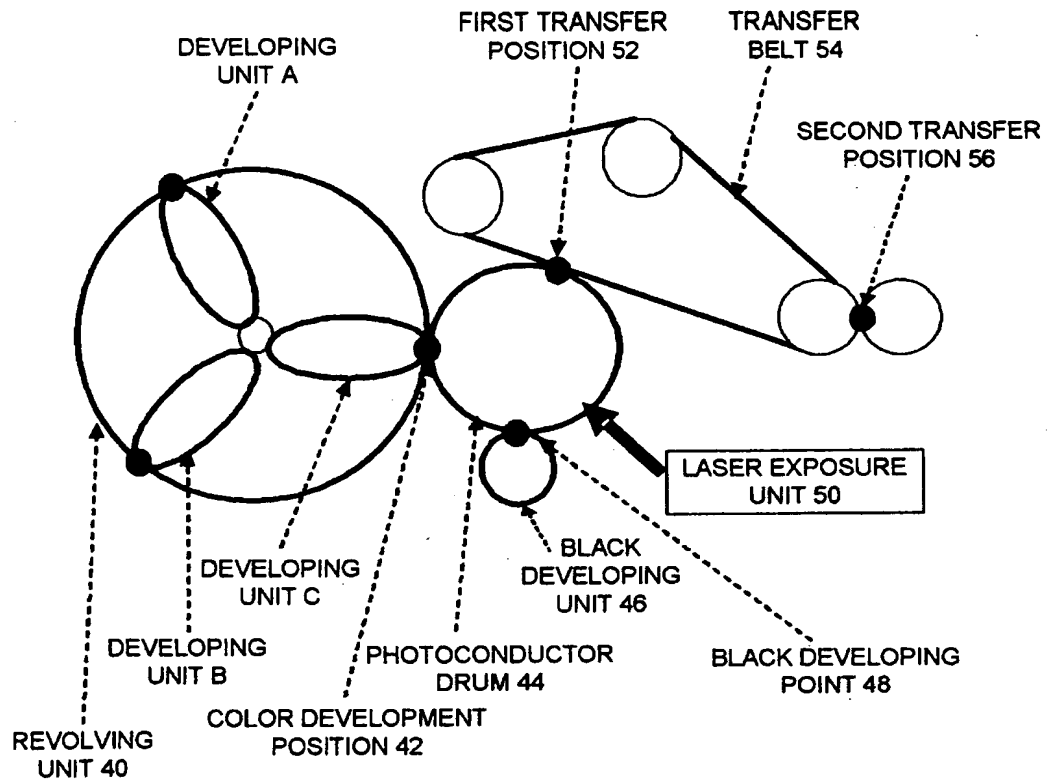 FIRST TRANSFER
POSITION 52
TRANSFER
BELT 54
DEVELOPING
UNIT A
SECOND TRANSFER
POSITION 56
LASER EXPOSURE
UNIT 50
BLACK
DEVELOPING
UNIT 46
DEVELOPING
UNIT C
DEVELOPING
UNIT B
PHOTOCONDUCTOR
DRUM 44
BLACK DEVELOPING
POINT 48
COLOR DEVELOPMENT
POSITION 42
REVOLVING
UNIT 40